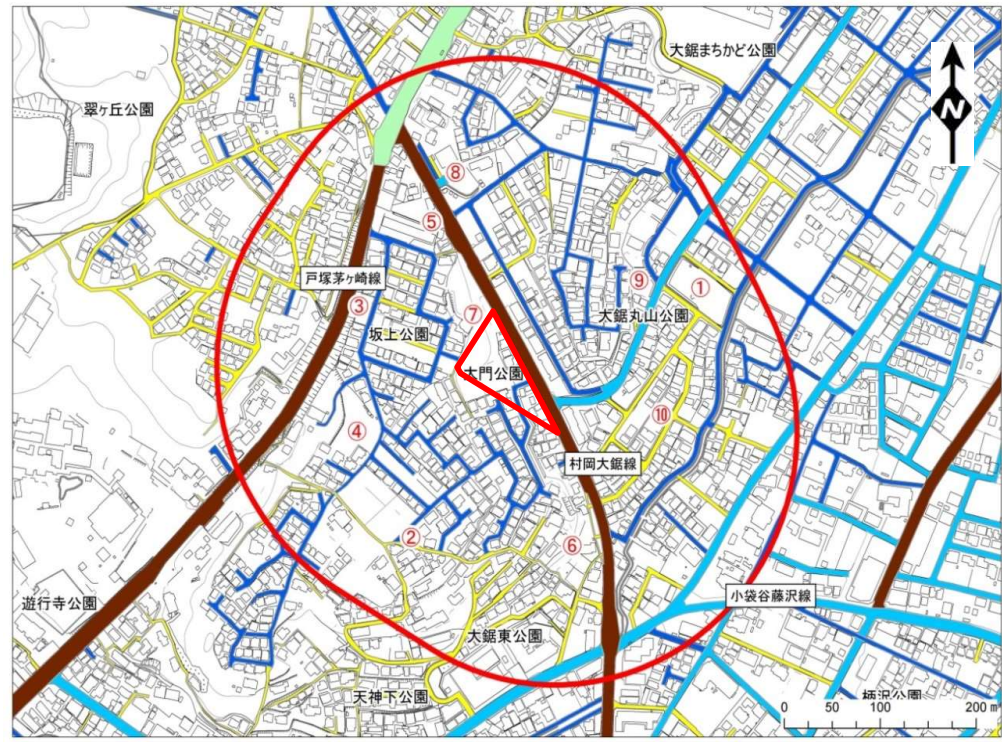 大鋸まちかど公園
N
翠ヶ丘公園
⑧
⑤
戸塚茅ヶ崎線
⑨
①
③
⑦
大鋸丸山公園
坂上公園
大門公園
⑩
④
村岡大鋸線
②
⑥
小袋谷藤沢線
遊行寺公園
大鋸東公園
天神下公園
柄沢公園
0 50 100 200 m